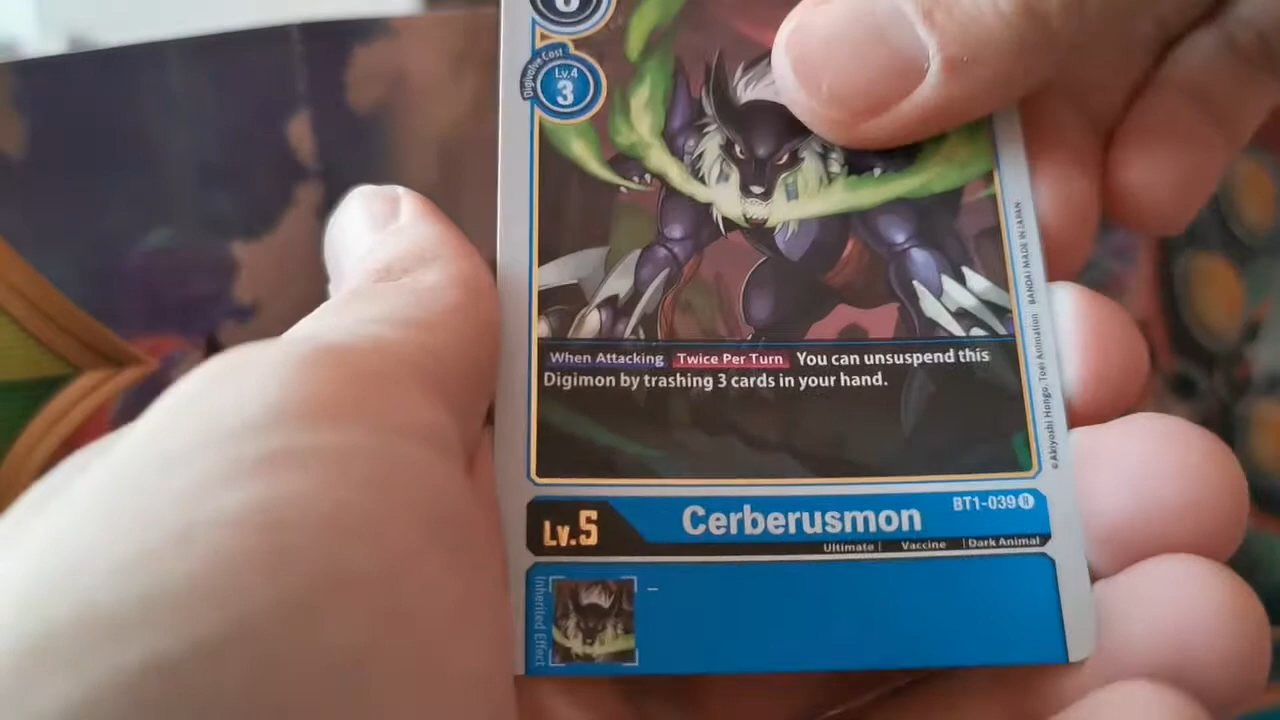 Digivolve Cost
Lv.4
3
When Attacking Twice Per Turn You can unsuspend this
Digimon by trashing 3 cards in your hand.
©Akiyoshi Hongo, Toei Animation BANDAI MADE IN JAPAN
BT1-039 R
Lv.5 Cerberusmon
Ultimate | Vaccine | Dark Animal
Inherited Effect
–